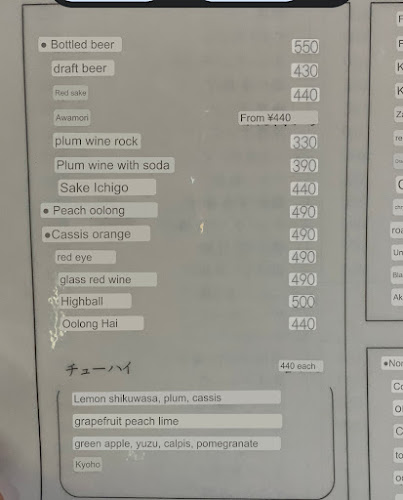 • Bottled beer 550
draft beer 430
Red sake 440
Awamori From ¥440
plum wine rock 330
Plum wine with soda 390
Sake Ichigo 440
• Peach oolong 490
•Cassis orange 490
red eye 490
glass red wine 490
Highball 500
Oolong Hai 440
チューハイ 440 each
Lemon shikuwasa, plum, cassis
grapefruit peach lime
green apple, yuzu, calpis, pomegranate
Kyoho